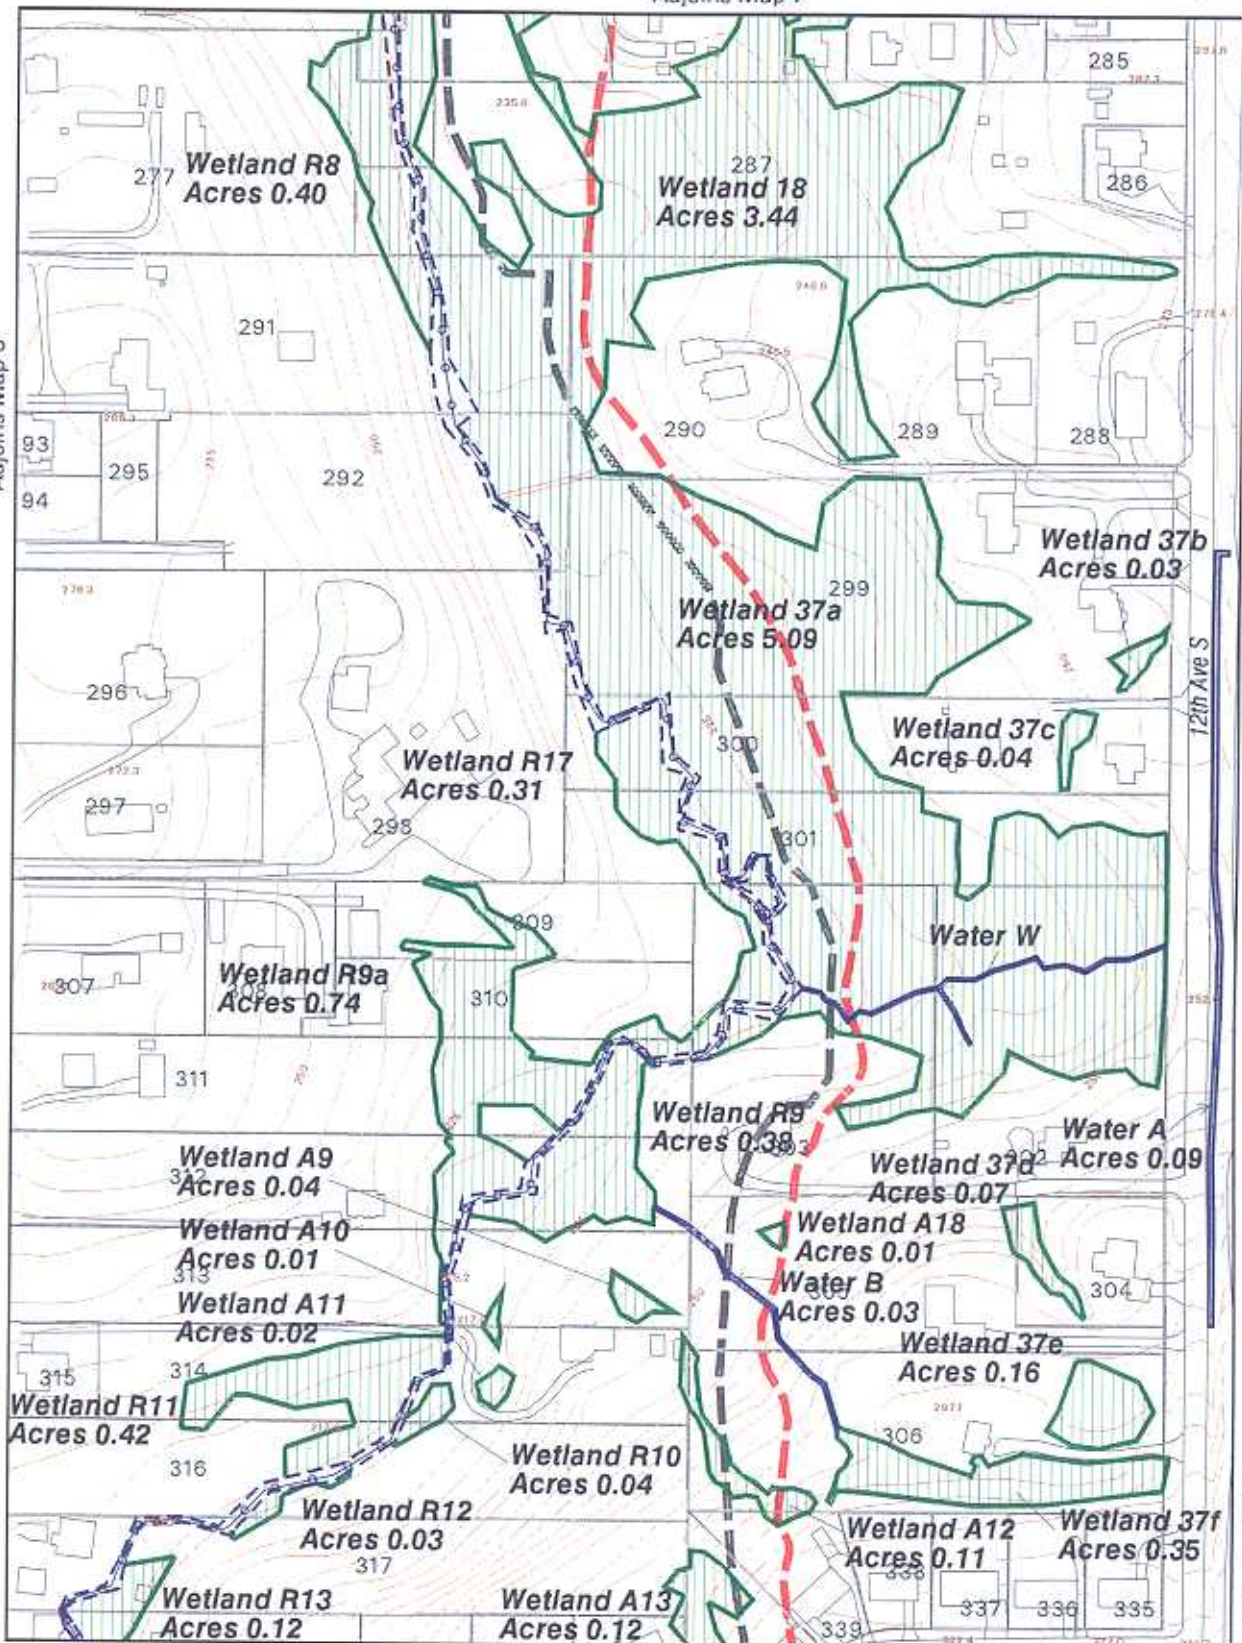 285
287
286
277
Wetland R8
Acres 0.40
Wetland 18
Acres 3.44
291
290
289
288
93
295
292
94
Wetland 37b
Acres 0.03
299
Wetland 37a
Acres 5.09
12th Ave S
296
300
Wetland 37c
Acres 0.04
Wetland R17
Acres 0.31
297
298
301
309
Water W
307
Wetland R9a
Acres 0.74
308
310
311
Wetland R9
Acres 0.38
303
Water A
Acres 0.09
302
Wetland A9
Acres 0.04
312
Wetland 37d
Acres 0.07
Wetland A10
Acres 0.01
313
Wetland A18
Acres 0.01
Water B
Acres 0.03
305
304
Wetland A11
Acres 0.02
314
315
Wetland 37e
Acres 0.16
Wetland R11
Acres 0.42
316
306
Wetland R10
Acres 0.04
Wetland R12
Acres 0.03
317
Wetland A12
Acres 0.11
338
Wetland 37f
Acres 0.35
Wetland R13
Acres 0.12
Wetland A13
Acres 0.12
337
336
335
339